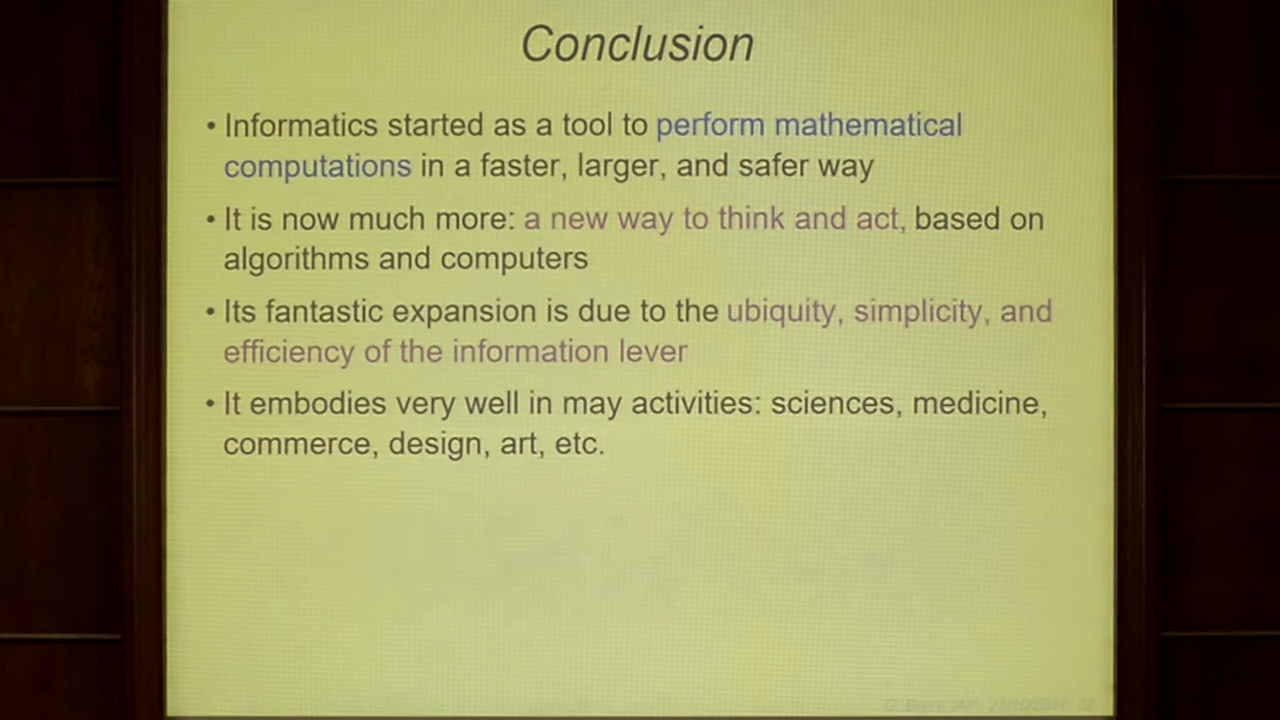 Conclusion
• Informatics started as a tool to perform mathematical
computations in a faster, larger, and safer way
• It is now much more: a new way to think and act, based on
algorithms and computers
• Its fantastic expansion is due to the ubiquity, simplicity, and
efficiency of the information lever
• It embodies very well in may activities: sciences, medicine,
commerce, design, art, etc.